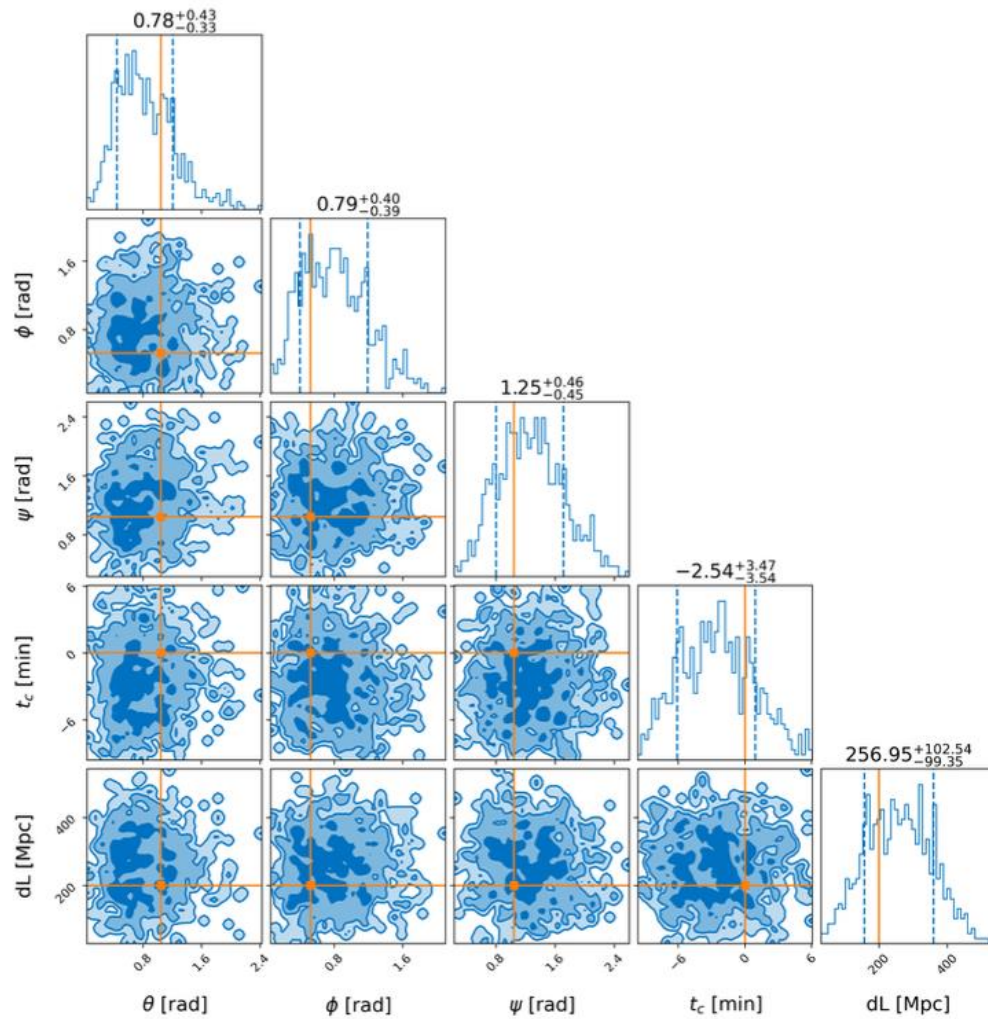 0.78+0.43−0.33
0.79+0.40−0.39
ϕ [rad]
1.6
0.8
1.25+0.46−0.45
ψ [rad]
2.4
1.6
0.8
−2.54+3.47−3.54
t_c [min]
6
0
−6
256.95+102.54−99.35
dL [Mpc]
400
200
0.8 1.6 2.4 0.8 1.6 0.8 1.6 2.4 −6 0 6 200 400
θ [rad] ϕ [rad] ψ [rad] t_c [min] dL [Mpc]